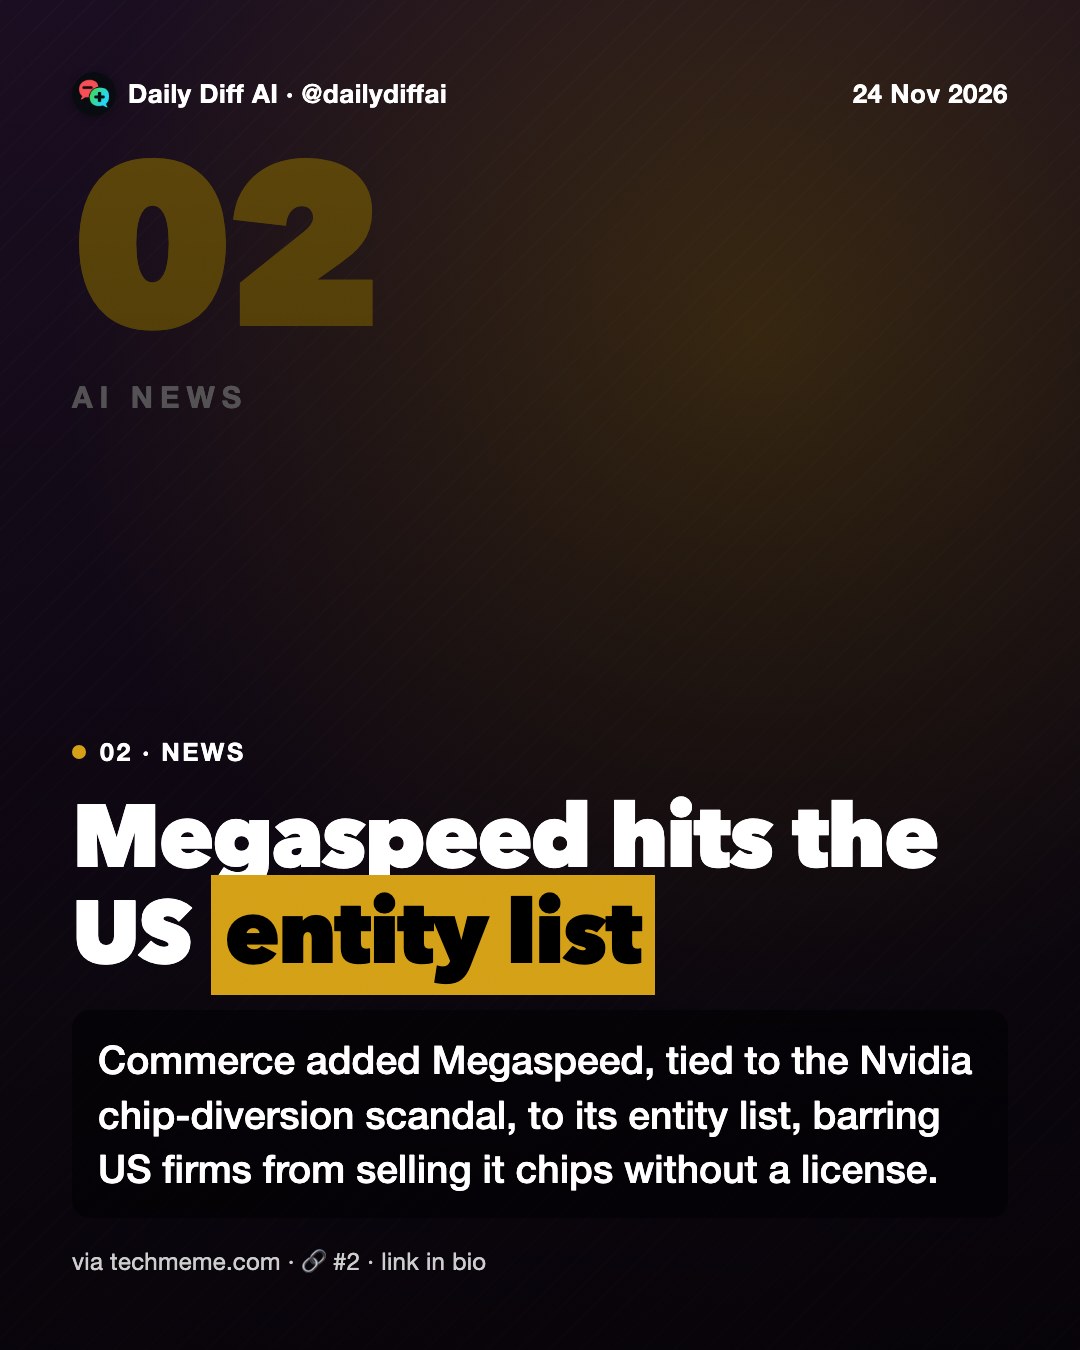 Daily Diff AI · @dailydiffai
24 Nov 2026
02
AI NEWS
02 · NEWS
Megaspeed hits the
US entity list
Commerce added Megaspeed, tied to the Nvidia
chip-diversion scandal, to its entity list, barring
US firms from selling it chips without a license.
via techmeme.com · 🔗 #2 · link in bio